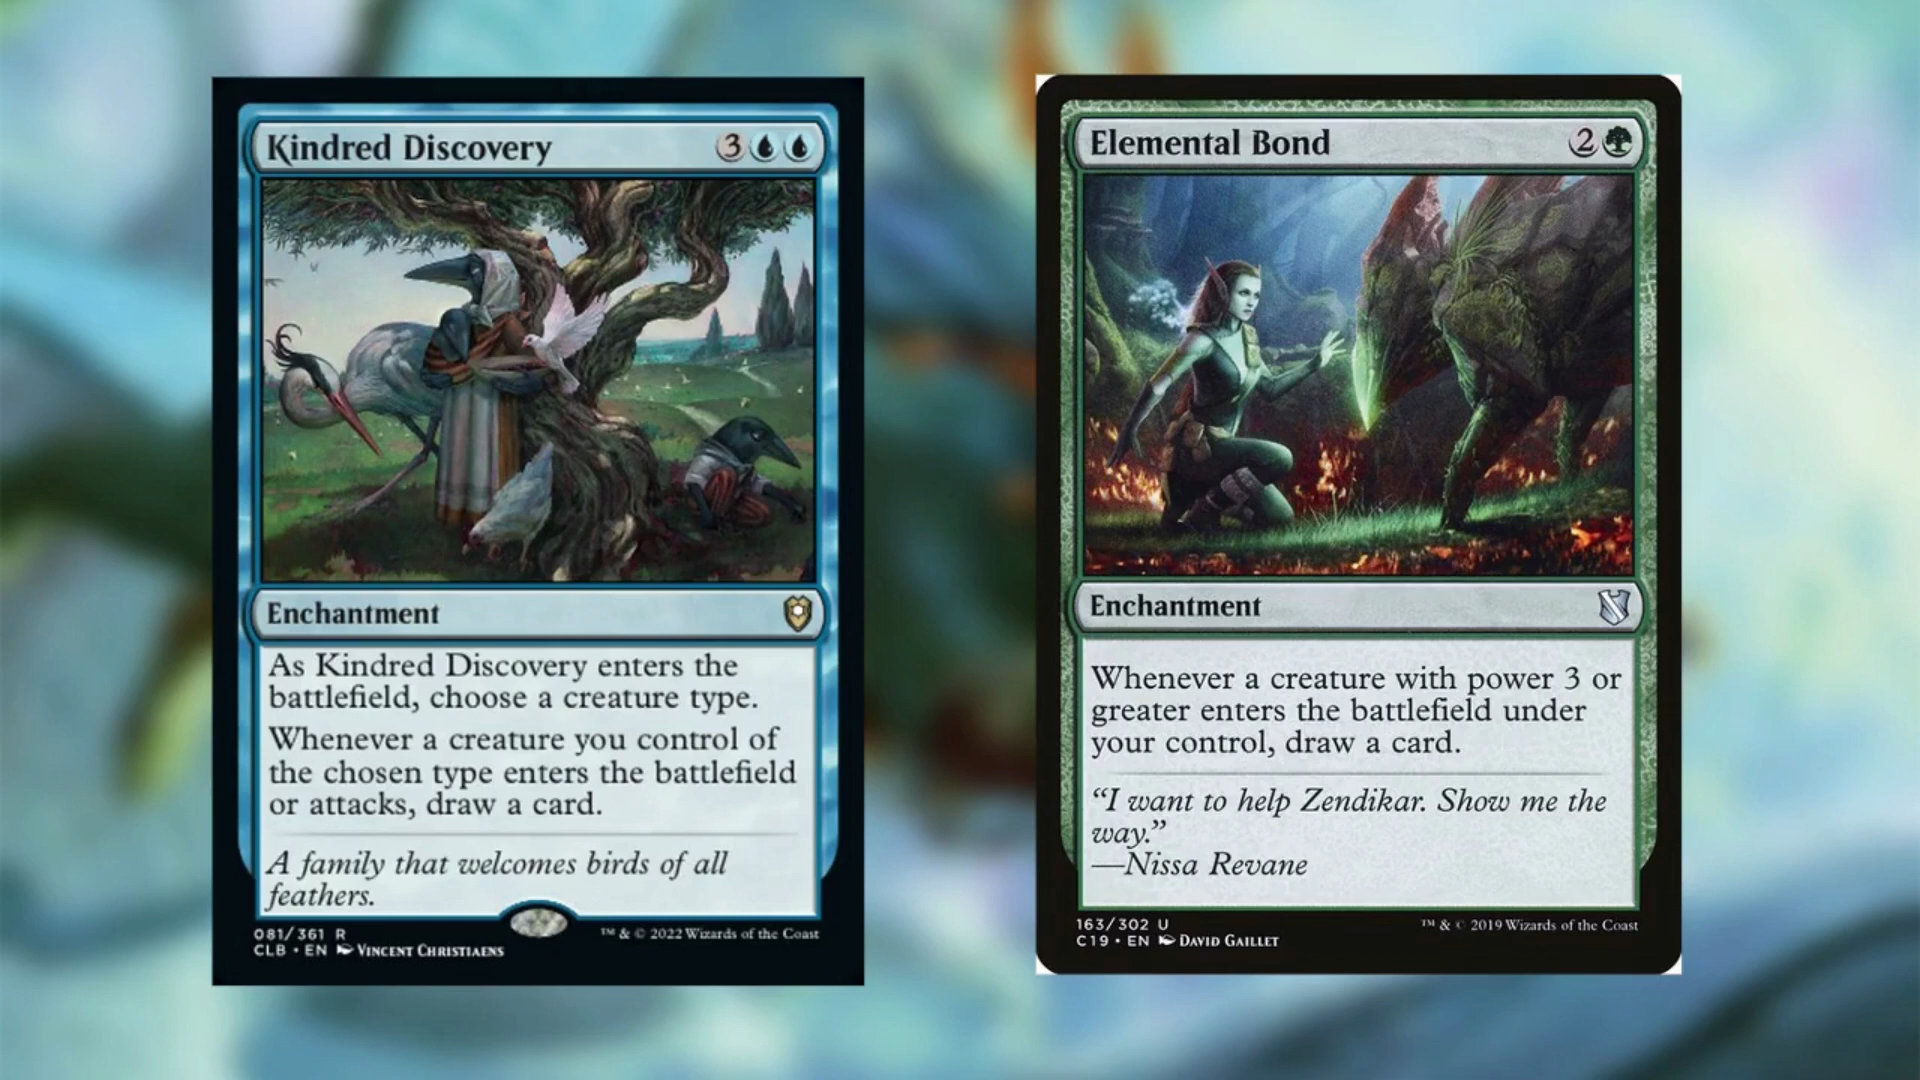 Kindred Discovery
3
Enchantment
As Kindred Discovery enters the
battlefield, choose a creature type.
Whenever a creature you control of
the chosen type enters the battlefield
or attacks, draw a card.
A family that welcomes birds of all
feathers.
081/361 R
CLB • EN Vincent Christiaens
™ & © 2022 Wizards of the Coast
Elemental Bond
2
Enchantment
Whenever a creature with power 3 or
greater enters the battlefield under
your control, draw a card.
“I want to help Zendikar. Show me the
way.”
—Nissa Revane
163/302 U
C19 • EN David Gaillet
™ & © 2019 Wizards of the Coast